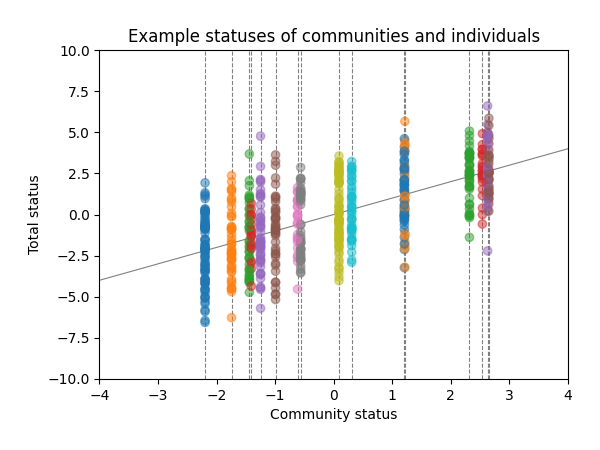 Example statuses of communities and individuals
10.0
7.5
5.0
2.5
0.0
−2.5
−5.0
−7.5
−10.0
Total status
−4 −3 −2 −1 0 1 2 3 4
Community status